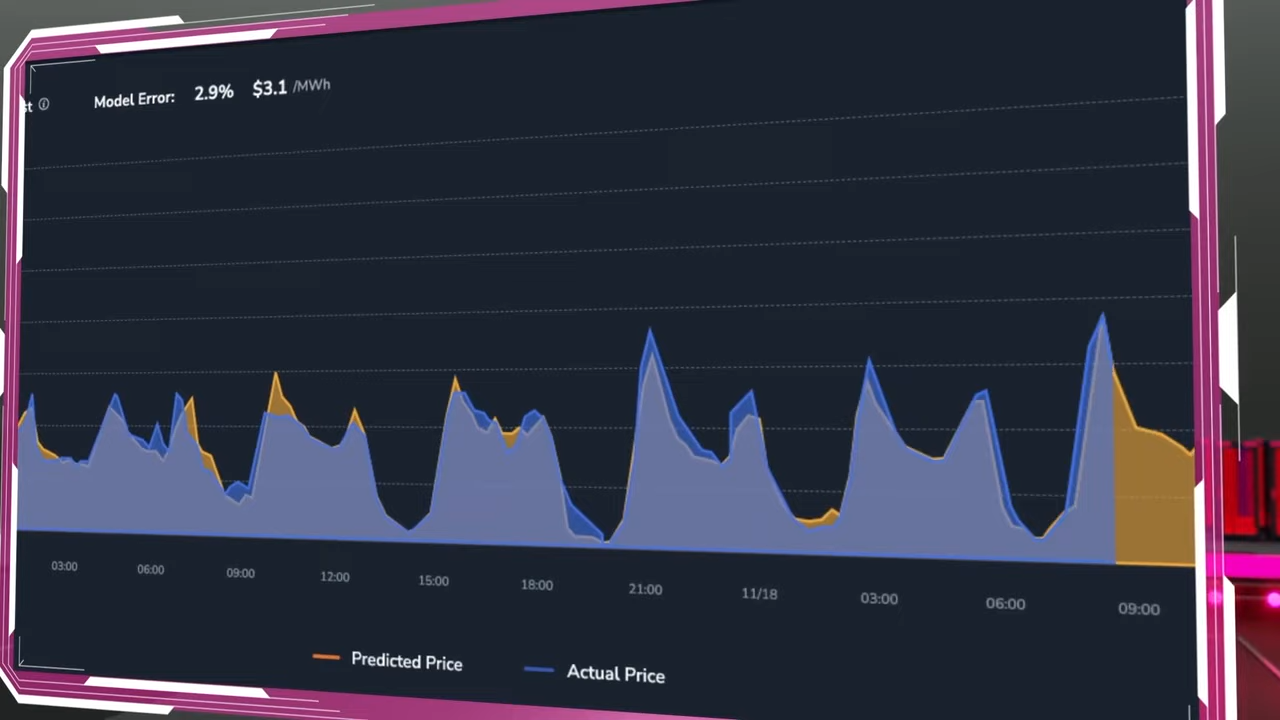 st Model Error: 2.9% $3.1 /MWh
03:00 06:00 09:00 12:00 15:00 18:00 21:00 11/18 03:00 06:00 09:00
Predicted Price Actual Price